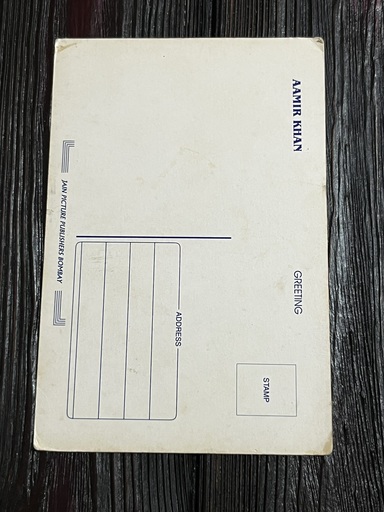 AAMIR KHAN
GREETING
STAMP
ADDRESS
JAIN PICTURE PUBLISHERS BOMBAY